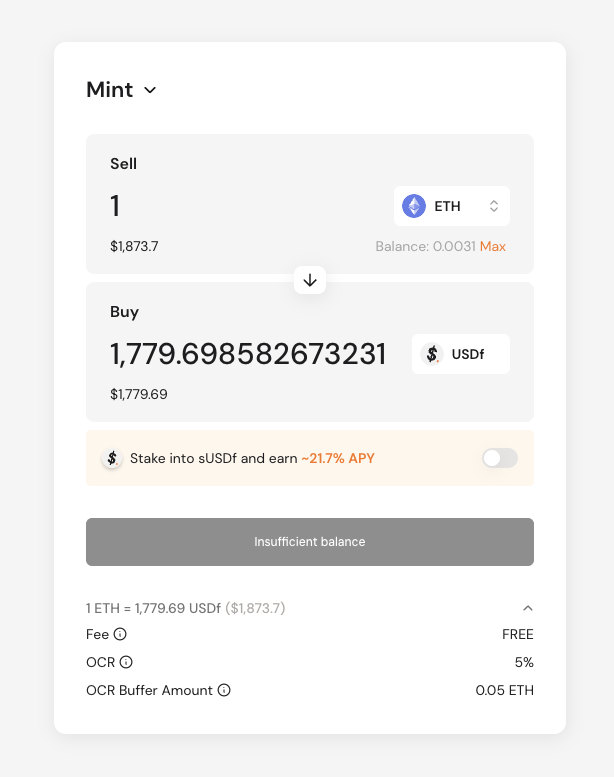 Mint
Sell
1
ETH
$1,873.7
Balance: 0.0031 Max
Buy
1,779.698582673231
USDf
$1,779.69
Stake into sUSDf and earn ~21.7% APY
Insufficient balance
1 ETH = 1,779.69 USDf ($1,873.7)
Fee
FREE
OCR
5%
OCR Buffer Amount
0.05 ETH